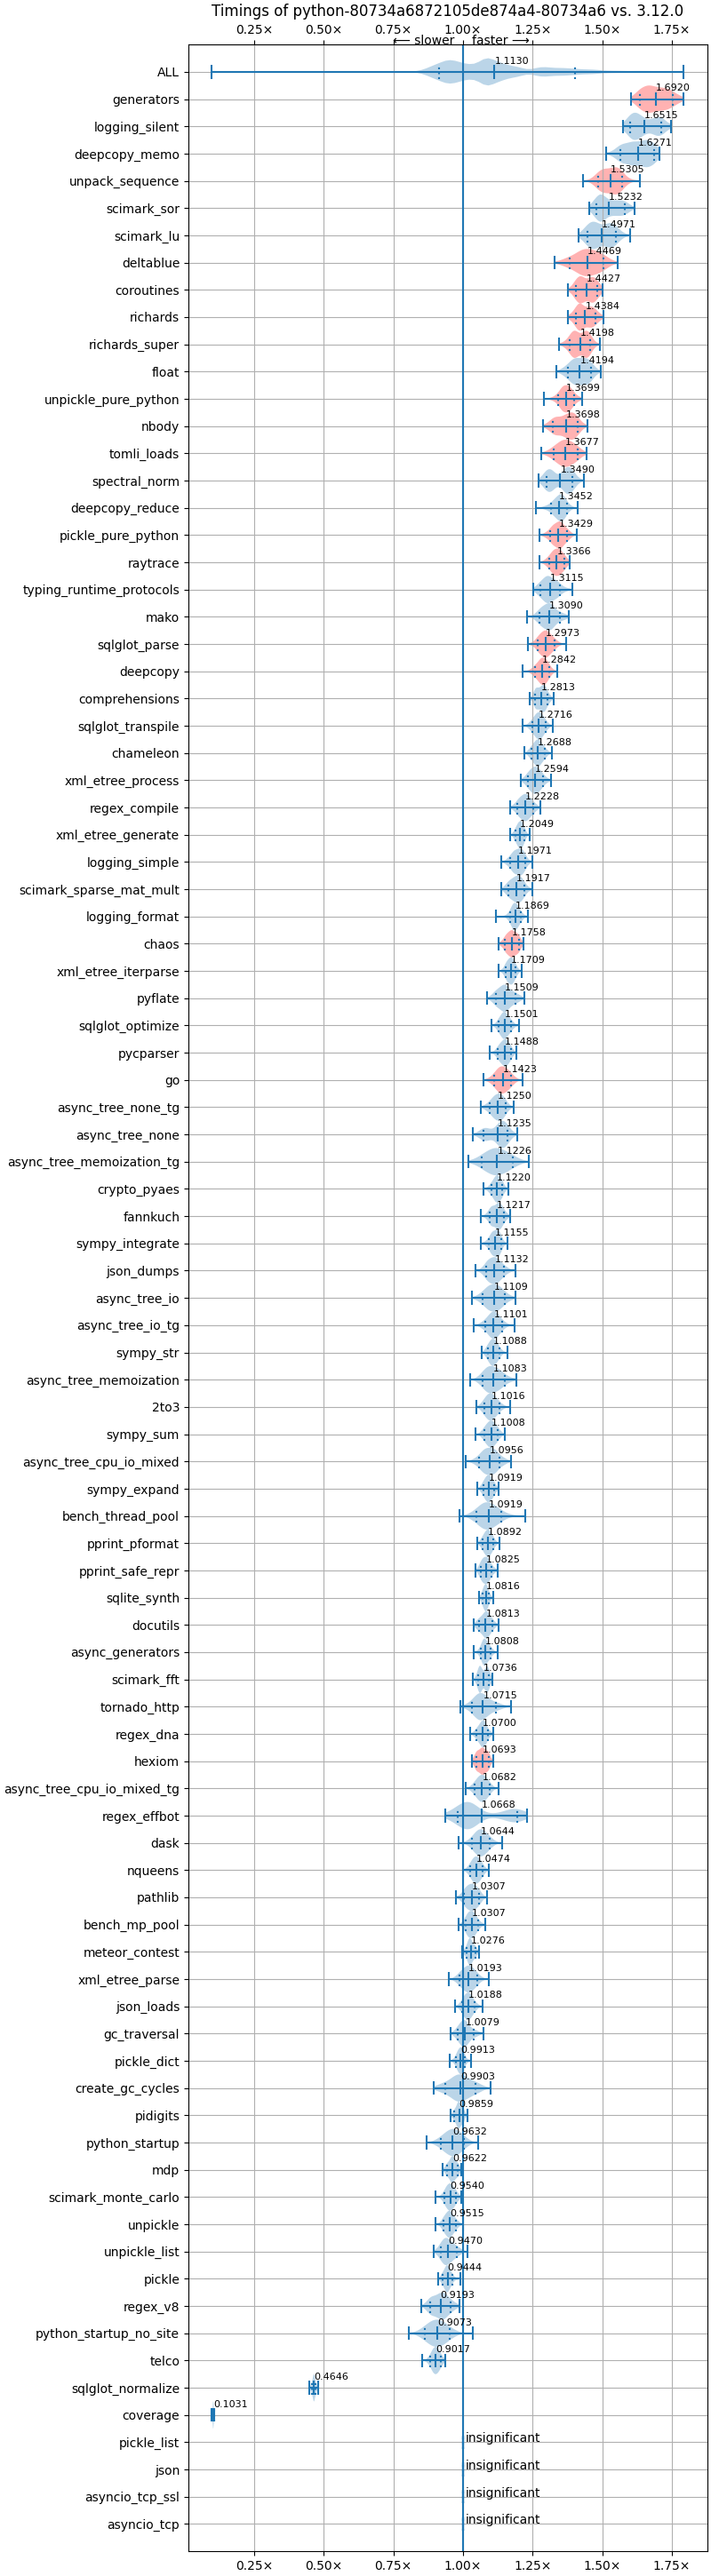 Timings of python-80734a6872105de874a4-80734a6 vs. 3.12.0
0.25× 0.50× 0.75× 1.00× 1.25× 1.50× 1.75×
⟵ slower faster ⟶
ALL 1.1130
generators 1.6920
logging_silent 1.6515
deepcopy_memo 1.6271
unpack_sequence 1.5305
scimark_sor 1.5232
scimark_lu 1.4971
deltablue 1.4469
coroutines 1.4427
richards 1.4384
richards_super 1.4198
float 1.4194
unpickle_pure_python 1.3699
nbody 1.3698
tomli_loads 1.3677
spectral_norm 1.3490
deepcopy_reduce 1.3452
pickle_pure_python 1.3429
raytrace 1.3366
typing_runtime_protocols 1.3115
mako 1.3090
sqlglot_parse 1.2973
deepcopy 1.2842
comprehensions 1.2813
sqlglot_transpile 1.2716
chameleon 1.2688
xml_etree_process 1.2594
regex_compile 1.2228
xml_etree_generate 1.2049
logging_simple 1.1971
scimark_sparse_mat_mult 1.1917
logging_format 1.1869
chaos 1.1758
xml_etree_iterparse 1.1709
pyflate 1.1509
sqlglot_optimize 1.1501
pycparser 1.1488
go 1.1423
async_tree_none_tg 1.1250
async_tree_none 1.1235
async_tree_memoization_tg 1.1226
crypto_pyaes 1.1220
fannkuch 1.1217
sympy_integrate 1.1155
json_dumps 1.1132
async_tree_io 1.1109
async_tree_io_tg 1.1101
sympy_str 1.1088
async_tree_memoization 1.1083
2to3 1.1016
sympy_sum 1.1008
async_tree_cpu_io_mixed 1.0956
sympy_expand 1.0919
bench_thread_pool 1.0919
pprint_pformat 1.0892
pprint_safe_repr 1.0825
sqlite_synth 1.0816
docutils 1.0813
async_generators 1.0808
scimark_fft 1.0736
tornado_http 1.0715
regex_dna 1.0700
hexiom 1.0693
async_tree_cpu_io_mixed_tg 1.0682
regex_effbot 1.0668
dask 1.0644
nqueens 1.0474
pathlib 1.0307
bench_mp_pool 1.0307
meteor_contest 1.0276
xml_etree_parse 1.0193
json_loads 1.0188
gc_traversal 1.0079
pickle_dict 0.9913
create_gc_cycles 0.9903
pidigits 0.9859
python_startup 0.9632
mdp 0.9622
scimark_monte_carlo 0.9540
unpickle 0.9515
unpickle_list 0.9470
pickle 0.9444
regex_v8 0.9193
python_startup_no_site 0.9073
telco 0.9017
sqlglot_normalize 0.4646
coverage 0.1031
pickle_list insignificant
json insignificant
asyncio_tcp_ssl insignificant
asyncio_tcp insignificant
0.25× 0.50× 0.75× 1.00× 1.25× 1.50× 1.75×